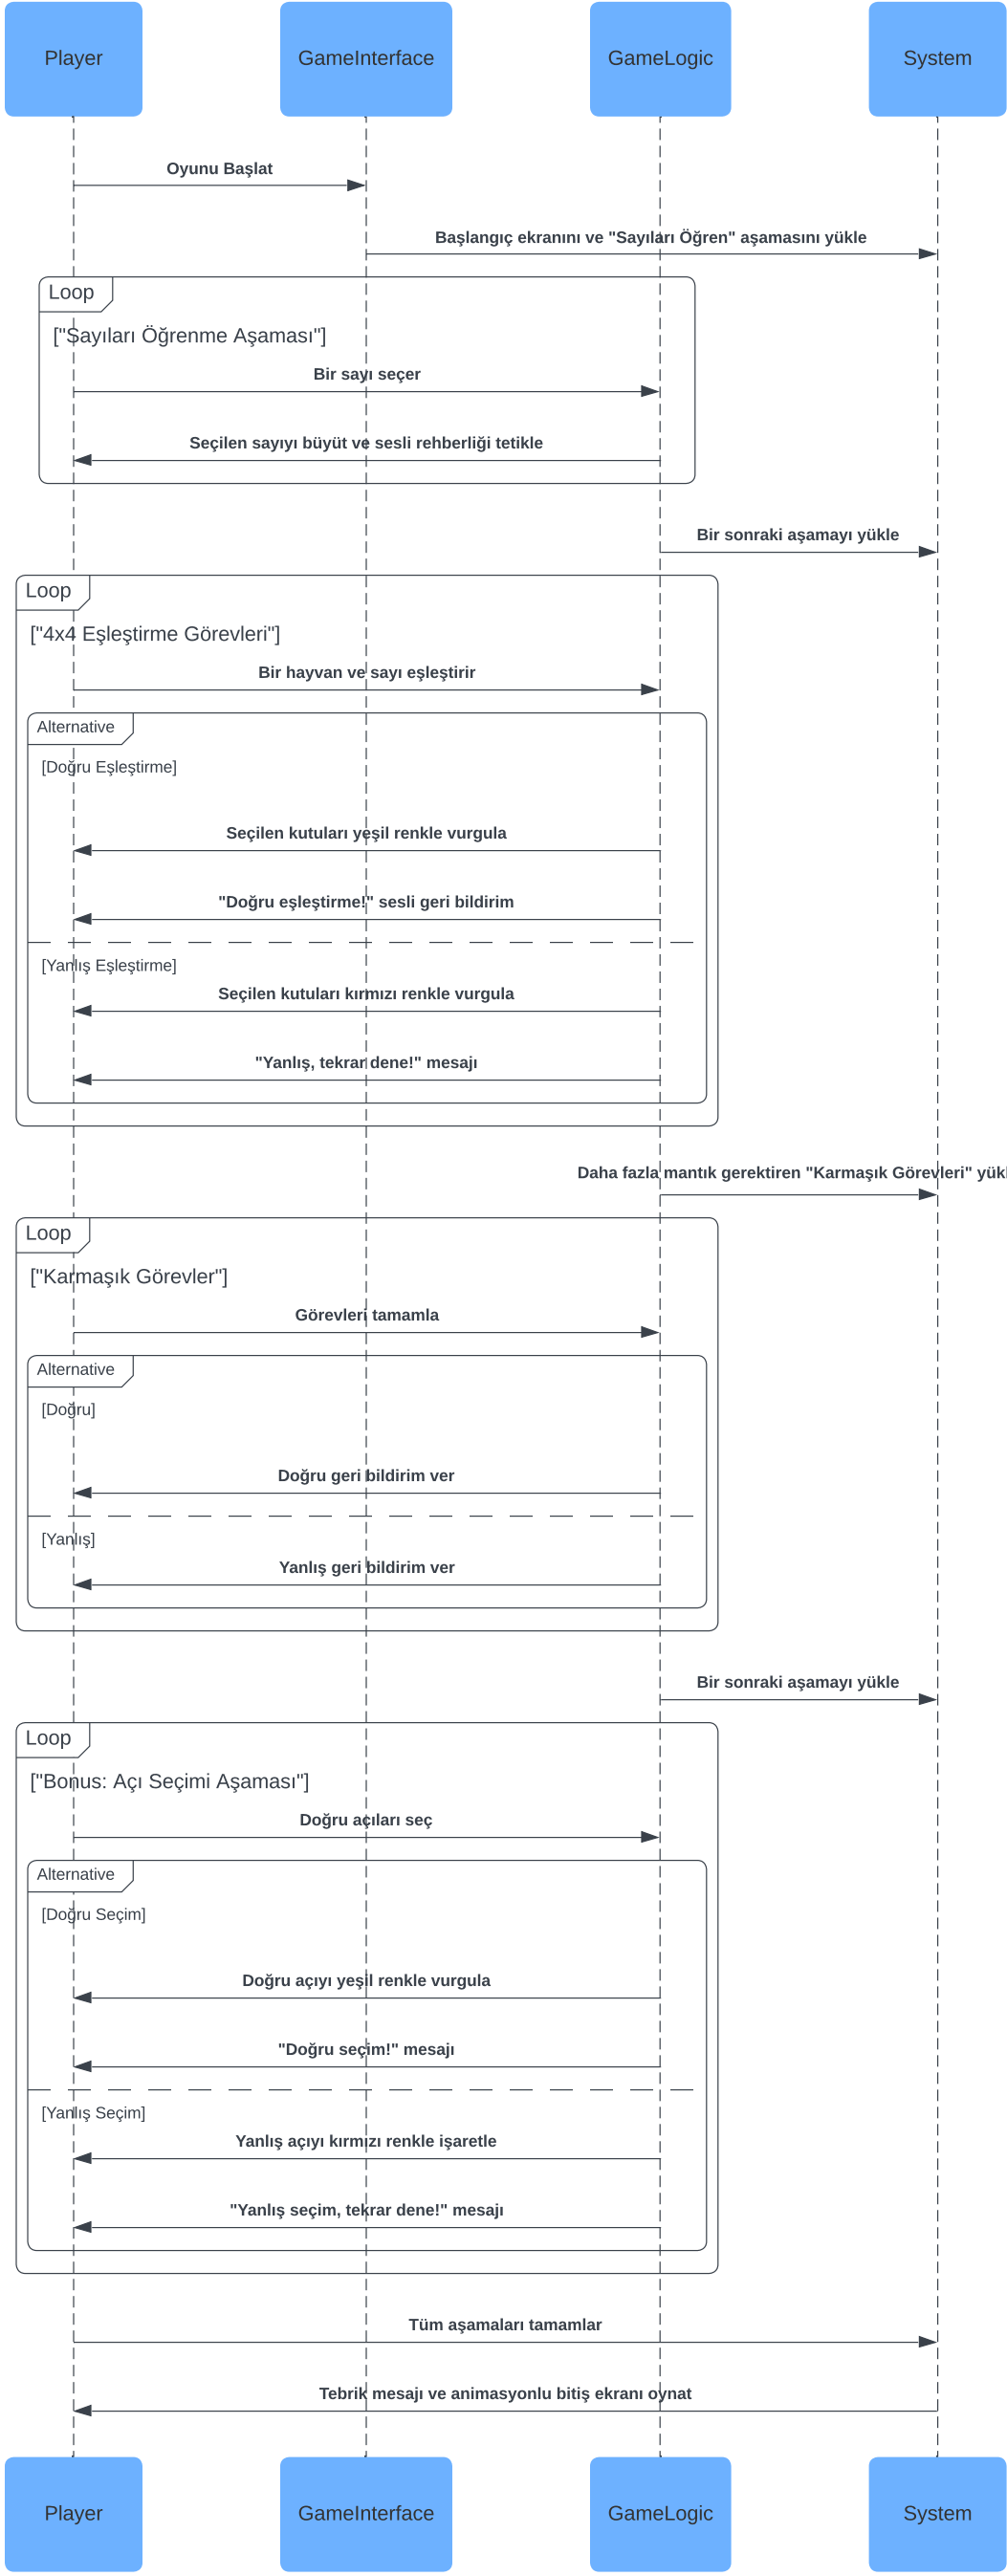 Player GameInterface GameLogic System
Oyunu Başlat
Başlangıç ekranını ve "Sayıları Öğren" aşamasını yükle
Loop
["Sayıları Öğrenme Aşaması"]
Bir sayı seçer
Seçilen sayıyı büyüt ve sesli rehberliği tetikle
Bir sonraki aşamayı yükle
Loop
["4x4 Eşleştirme Görevleri"]
Bir hayvan ve sayı eşleştirir
Alternative
[Doğru Eşleştirme]
Seçilen kutuları yeşil renkle vurgula
"Doğru eşleştirme!" sesli geri bildirim
[Yanlış Eşleştirme]
Seçilen kutuları kırmızı renkle vurgula
"Yanlış, tekrar dene!" mesajı
Daha fazla mantık gerektiren "Karmaşık Görevleri"
Loop
["Karmaşık Görevler"]
Görevleri tamamla
Alternative
[Doğru]
Doğru geri bildirim ver
[Yanlış]
Yanlış geri bildirim ver
Bir sonraki aşamayı yükle
Loop
["Bonus: Açı Seçimi Aşaması"]
Doğru açıları seç
Alternative
[Doğru Seçim]
Doğru açıyı yeşil renkle vurgula
"Doğru seçim!" mesajı
[Yanlış Seçim]
Yanlış açıyı kırmızı renkle işaretle
"Yanlış seçim, tekrar dene!" mesajı
Tüm aşamaları tamamlar
Tebrik mesajı ve animasyonlu bitiş ekranı oynat
Player GameInterface GameLogic System